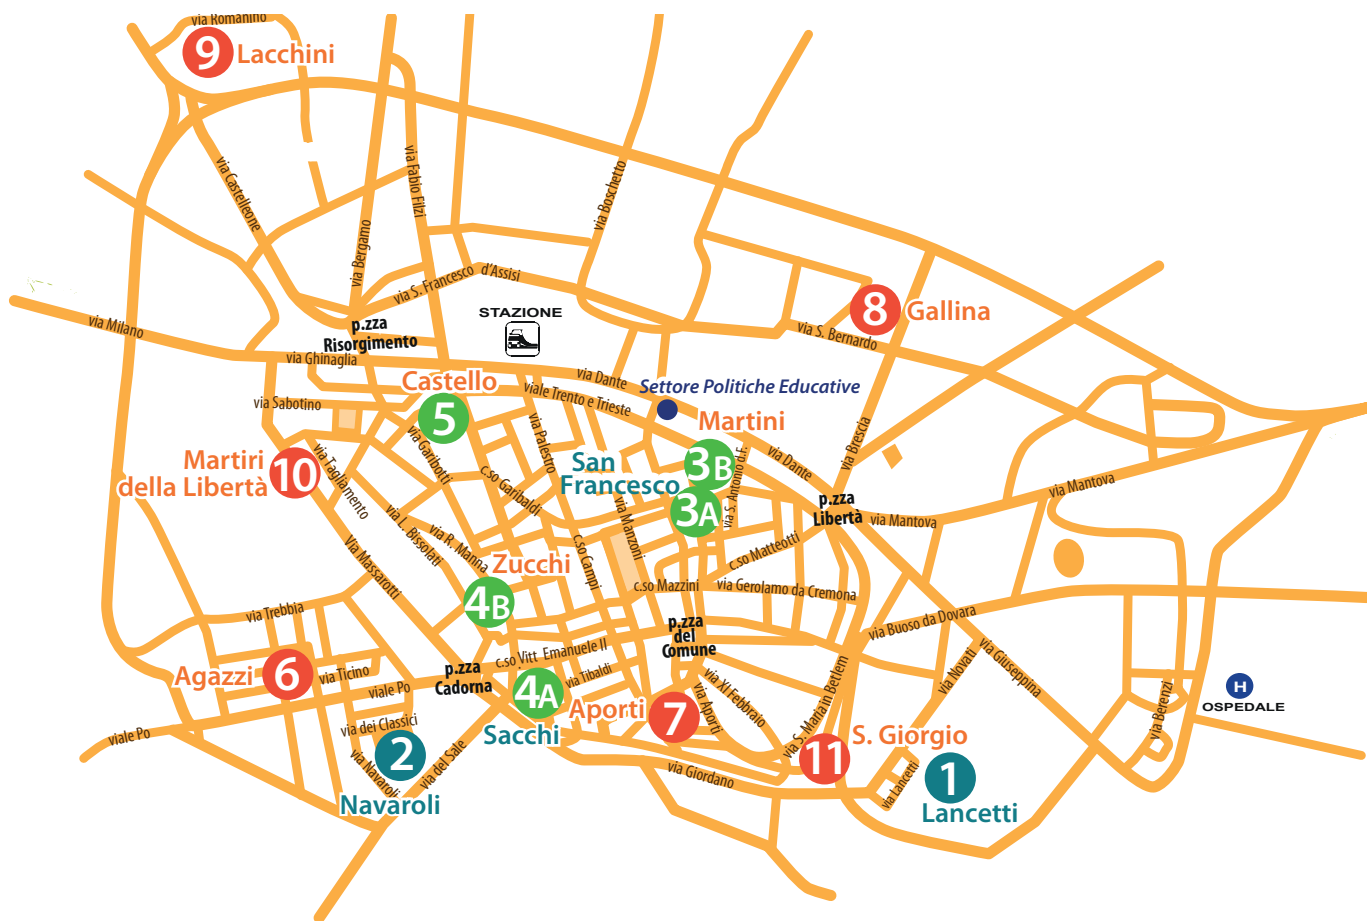 via Romanino
9 Lacchini
via Castelleone
via Fabio Filzi
via Bergamo
via Boschetto
via S. Francesco d'Assisi
8 Gallina
STAZIONE
via Milano
p.zza
Risorgimento
via S. Bernardo
via Ghinaglia
via Dante
Castello
5
viale Trento e Trieste
Settore Politiche Educative
via Sabotino
Martini
3B
via Brescia
via Palestro
via Garibotti
via Tagliamento
San
Francesco
3A
via S. Antonio d.F.
via Dante
Martiri
della Libertà
10
c.so Garibaldi
via Mantova
p.zza
Libertà
via Mantova
via L. Bissolati
via R. Manna
via Manzoni
c.so Campi
c.so Matteotti
via Massarotti
Zucchi
4B
c.so Mazzini
via Gerolamo da Cremona
via Trebbia
p.zza
del
Comune
via Buoso da Dovara
c.so Vitt Emanuele II
via Giuseppina
Agazzi
6
via Ticino
p.zza
Cadorna
via Tibaldi
via Novati
via S. Maria in Betlem
via Berenzi
H
OSPEDALE
viale Po
4A
Sacchi
Aporti
7
via Aporti
via XI Febbraio
viale Po
via dei Classici
2
Navaroli
via Navaroli
via del Sale
via Giordano
11
S. Giorgio
via Lancetti
1
Lancetti